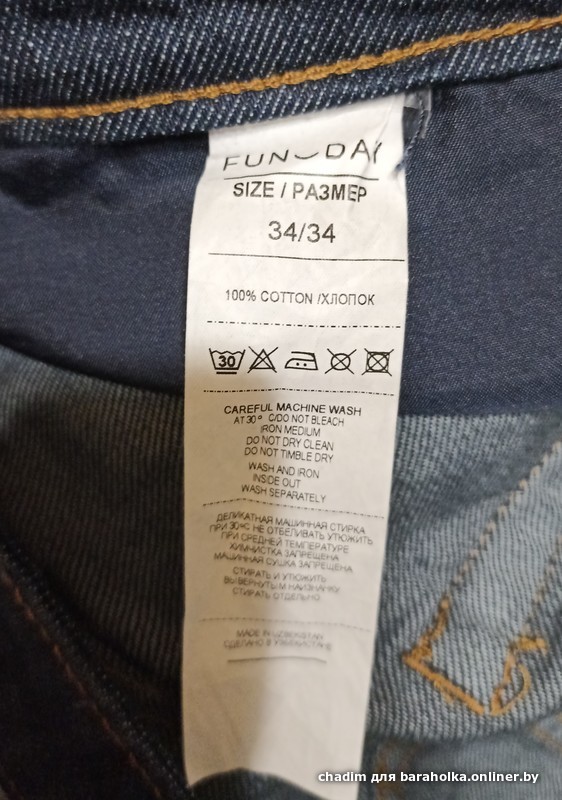 FUN DAY
SIZE / РАЗМЕР
34/34
100% COTTON /ХЛОПОК
30
CAREFUL MACHINE WASH
AT 30° C/DO NOT BLEACH
IRON MEDIUM
DO NOT DRY CLEAN
DO NOT TIMBLE DRY
WASH AND IRON
INSIDE OUT
WASH SEPARATELY
ДЕЛИКАТНАЯ МАШИННАЯ СТИРКА
ПРИ 30°C НЕ ОТБЕЛИВАТЬ УТЮЖИТЬ
ПРИ СРЕДНЕЙ ТЕМПЕРАТУРЕ
ХИМЧИСТКА ЗАПРЕЩЕНА
МАШИННАЯ СУШКА ЗАПРЕЩЕНА
СТИРАТЬ И УТЮЖИТЬ
ВЫВЕРНУТЫМ НАИЗНАНКУ
СТИРАТЬ ОТДЕЛЬНО
MADE IN UZBEKISTAN
СДЕЛАНО В УЗБЕКИСТАНЕ
chadim для baraholka.onliner.by